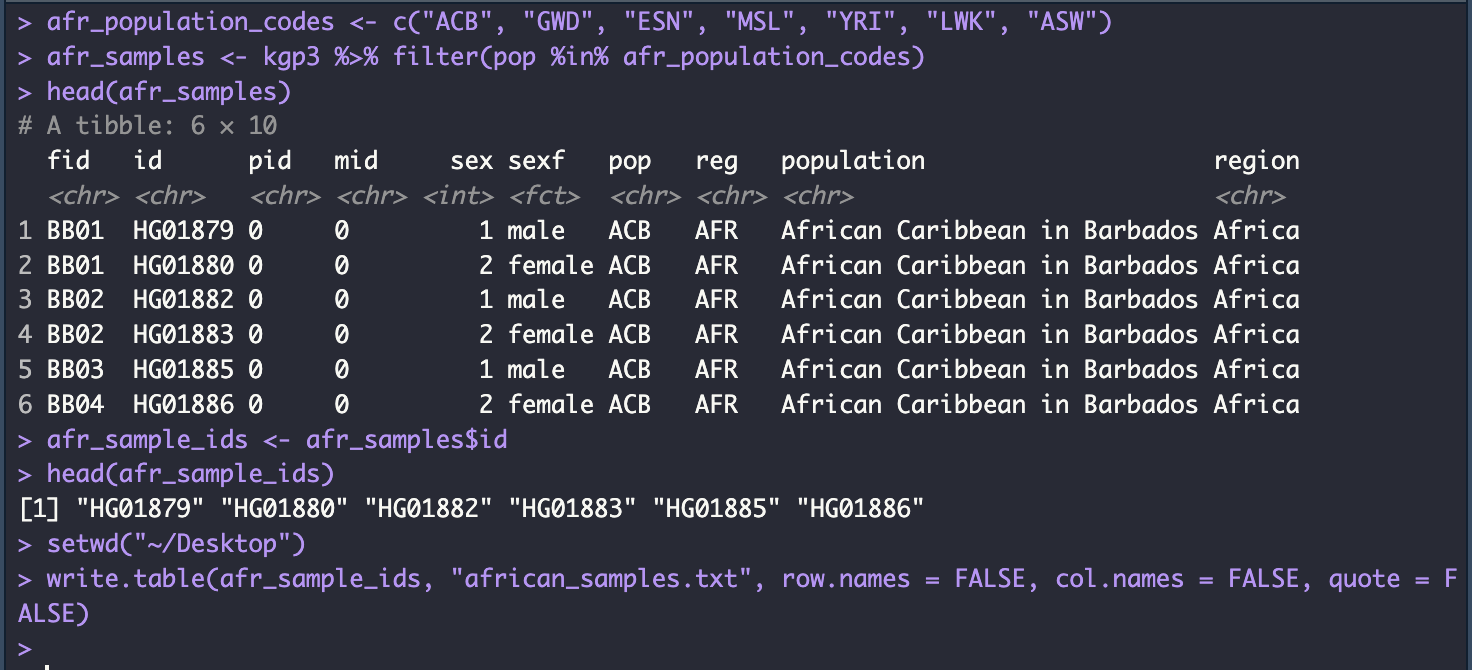 > afr_population_codes <- c("ACB", "GWD", "ESN", "MSL", "YRI", "LWK", "ASW")
> afr_samples <- kgp3 %>% filter(pop %in% afr_population_codes)
> head(afr_samples)
# A tibble: 6 × 10
  fid   id      pid   mid     sex sexf   pop   reg   population                    region
  <chr> <chr>   <chr> <chr> <int> <fct>  <chr> <chr> <chr>                         <chr>
1 BB01  HG01879 0     0         1 male   ACB   AFR   African Caribbean in Barbados Africa
2 BB01  HG01880 0     0         2 female ACB   AFR   African Caribbean in Barbados Africa
3 BB02  HG01882 0     0         1 male   ACB   AFR   African Caribbean in Barbados Africa
4 BB02  HG01883 0     0         2 female ACB   AFR   African Caribbean in Barbados Africa
5 BB03  HG01885 0     0         1 male   ACB   AFR   African Caribbean in Barbados Africa
6 BB04  HG01886 0     0         2 female ACB   AFR   African Caribbean in Barbados Africa
> afr_sample_ids <- afr_samples$id
> head(afr_sample_ids)
[1] "HG01879" "HG01880" "HG01882" "HG01883" "HG01885" "HG01886"
> setwd("~/Desktop")
> write.table(afr_sample_ids, "african_samples.txt", row.names = FALSE, col.names = FALSE, quote = F
ALSE)
>